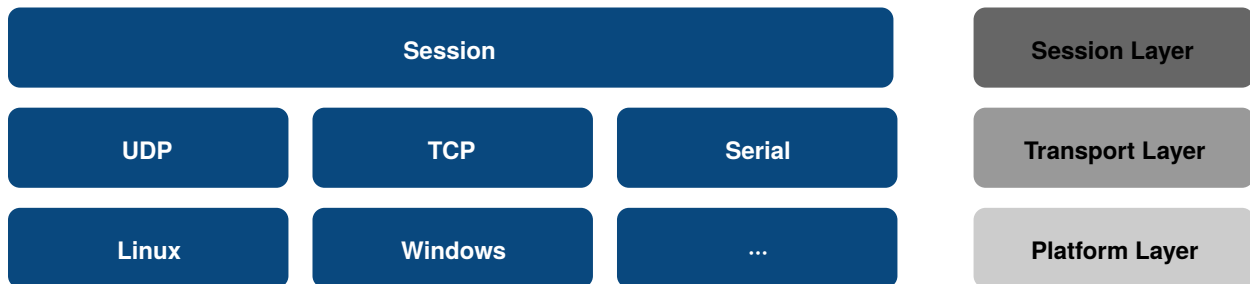 Session Session Layer
UDP TCP Serial Transport Layer
Linux Windows ... Platform Layer